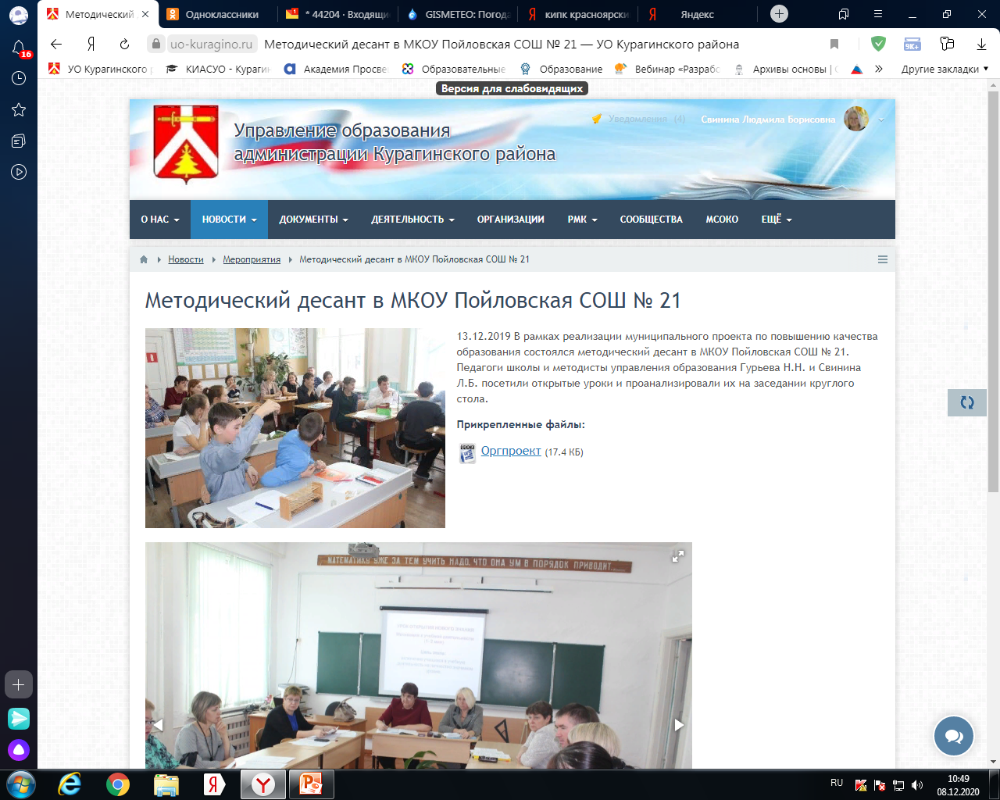 Методический д
Одноклассники
* 44204 · Входящи
GISMETEO: Погода
кипк красноярски
Яндекс
16
uo-kuragino.ru
Методический десант в МКОУ Пойловская СОШ № 21 — УО Курагинского района
9K+
УО Курагинского р
КИАСУО - Курагин
Академия Просве
Образовательные
Образование
Вебинар «Разрабо
Архивы основы | С
»
Другие закладки
Версия для слабовидящих
Управление образования
администрации Курагинского района
Уведомления (4)
Свинина Людмила Борисовна
О НАС
НОВОСТИ
ДОКУМЕНТЫ
ДЕЯТЕЛЬНОСТЬ
ОРГАНИЗАЦИИ
РМК
СООБЩЕСТВА
МСОКО
ЕЩЁ
Новости
Мероприятия
Методический десант в МКОУ Пойловская СОШ № 21
Методический десант в МКОУ Пойловская СОШ № 21
13.12.2019 В рамках реализации муниципального проекта по повышению качества
образования состоялся методический десант в МКОУ Пойловская СОШ № 21.
Педагоги школы и методисты управления образования Гурьева Н.Н. и Свинина
Л.Б. посетили открытые уроки и проанализировали их на заседании круглого
стола.
Прикрепленные файлы:
Оргпроект (17.4 КБ)
МАТЕМАТИКУ УЖЕ ЗА ТЕМ УЧИТЬ НАДО, ЧТО ОНА УМ В ПОРЯДОК ПРИВОДИТ....
УРОК ОТКРЫТИЯ НОВОГО ЗНАНИЯ
RU
10:49
08.12.2020